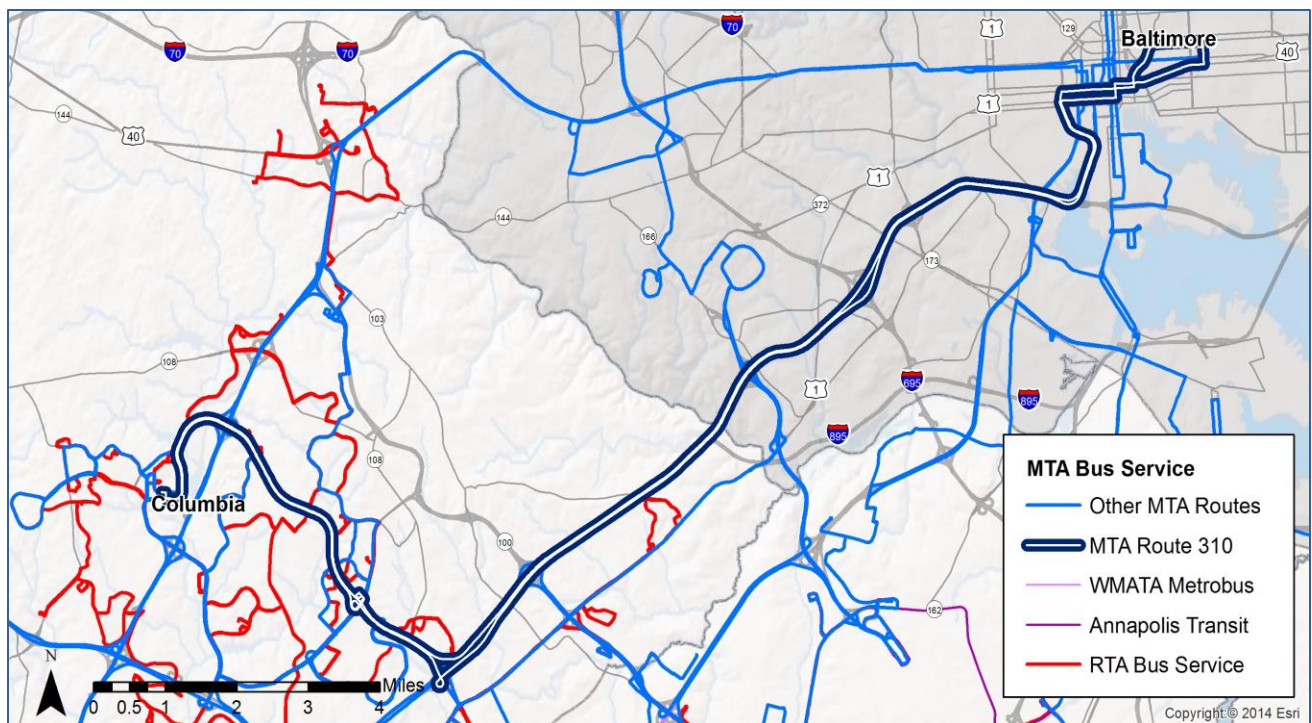 70
70
70
1
129
Baltimore
40
1
144
40
1
1
372
144
166
173
103
108
695
895
1
895
108
Columbia
100
MTA Bus Service
Other MTA Routes
MTA Route 310
WMATA Metrobus
Annapolis Transit
RTA Bus Service
162
N
Miles
0 0.5 1 2 3 4
Copyright © 2014 Esri